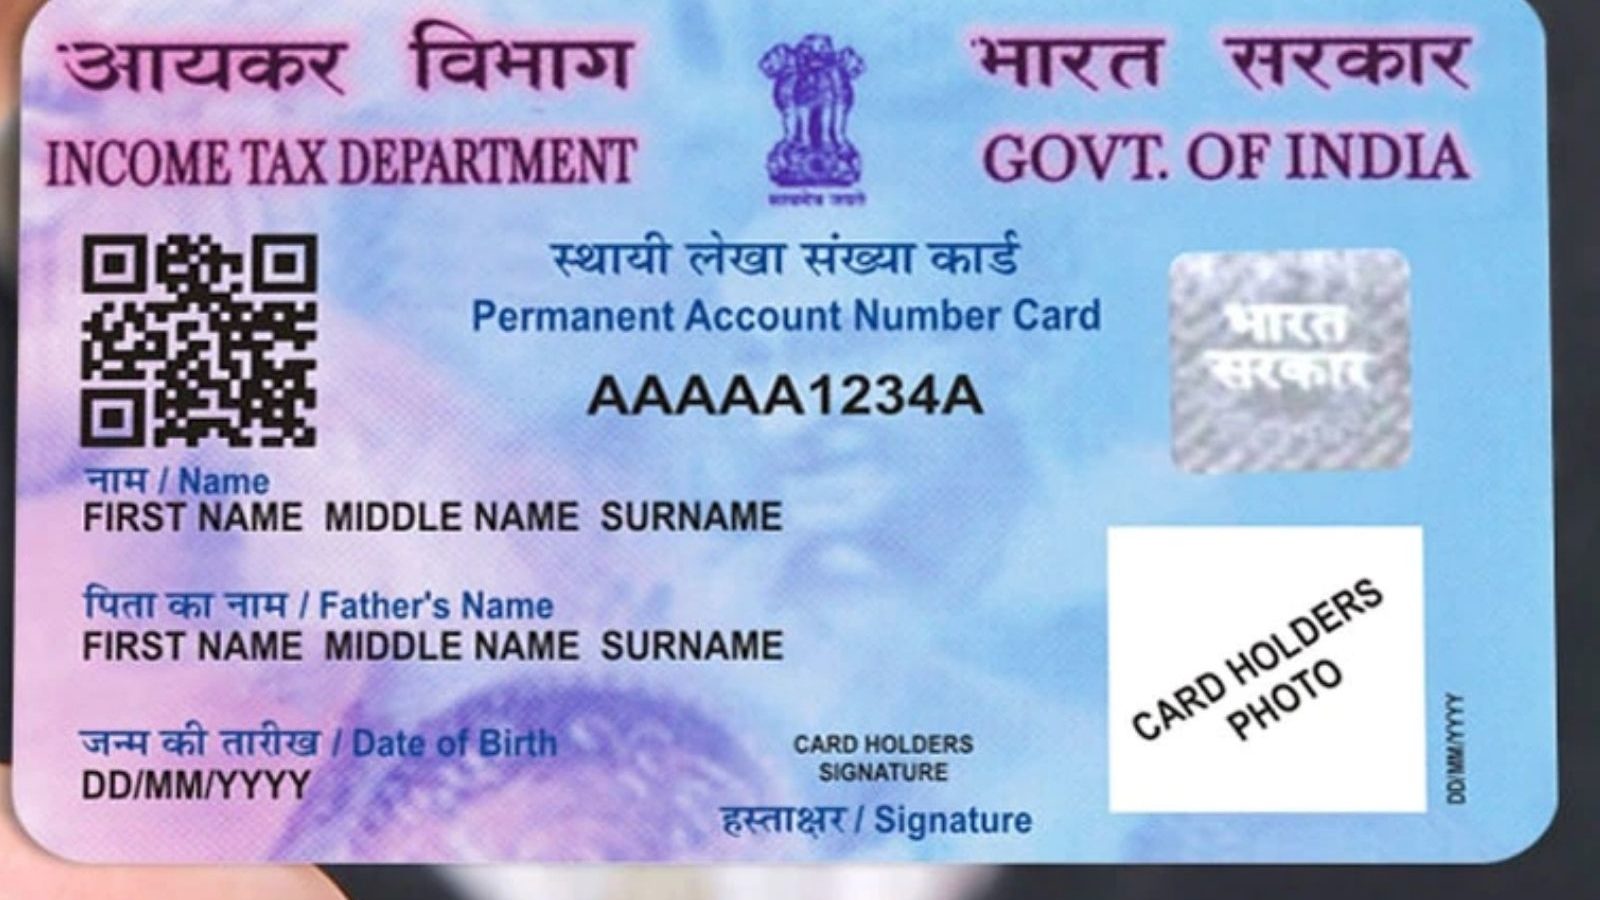 आयकर विभाग
भारत सरकार
INCOME TAX DEPARTMENT
GOVT. OF INDIA
सत्यमेव जयते
स्थायी लेखा संख्या कार्ड
Permanent Account Number Card
AAAAA1234A
भारत
सरकार
नाम / Name
FIRST NAME MIDDLE NAME SURNAME
पिता का नाम / Father's Name
FIRST NAME MIDDLE NAME SURNAME
जन्म की तारीख / Date of Birth
DD/MM/YYYY
CARD HOLDERS
SIGNATURE
हस्ताक्षर / Signature
CARD HOLDERS
PHOTO
DD/MM/YYYY